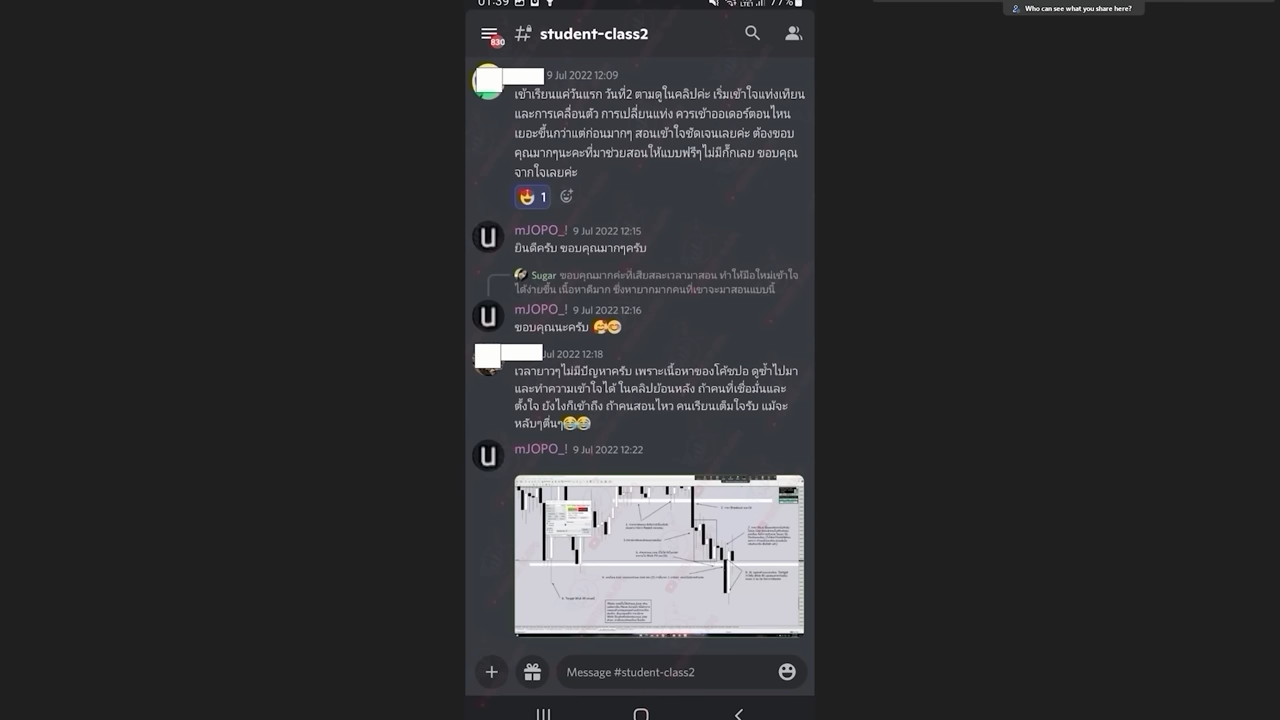 01:39
77%
Who can see what you share here?
830
student-class2
9 Jul 2022 12:09
เข้าเรียนแค่วันแรก วันที่2 ตามดูในคลิปค่ะ เริ่มเข้าใจแท่งเทียน
และการเคลื่อนตัว การเปลี่ยนแท่ง ควรเข้าออเดอร์ตอนไหน
เยอะขึ้นกว่าแต่ก่อนมากๆ สอนเข้าใจชัดเจนเลยค่ะ ต้องขอบ
คุณมากๆนะคะที่มาช่วยสอนให้แบบฟรีๆไม่มีกั๊กเลย ขอบคุณ
จากใจเลยค่ะ
1
mJOPO_! 9 Jul 2022 12:15
ยินดีครับ ขอบคุณมากๆครับ
Sugar ขอบคุณมากค่ะที่เสียสละเวลามาสอน ทำให้มือใหม่เข้าใจ
ได้ง่ายขึ้น เนื้อหาดีมาก ซึ่งหายากมากคนที่เขาจะมาสอนแบบนี้
mJOPO_! 9 Jul 2022 12:16
ขอบคุณนะครับ 🥰😊
Jul 2022 12:18
เวลายาวๆไม่มีปัญหาครับ เพราะเนื้อหาของโค้ชปอ ดูซ้ำไปมา
และทำความเข้าใจได้ ในคลิปย้อนหลัง ถ้าคนที่เชื่อมั่นและ
ตั้งใจ ยังไงก็เข้าถึง ถ้าคนสอนไหว คนเรียนเต็มใจรับ แม้จะ
หลับๆตื่นๆ😂😂
mJOPO_! 9 Jul 2022 12:22
Message #student-class2